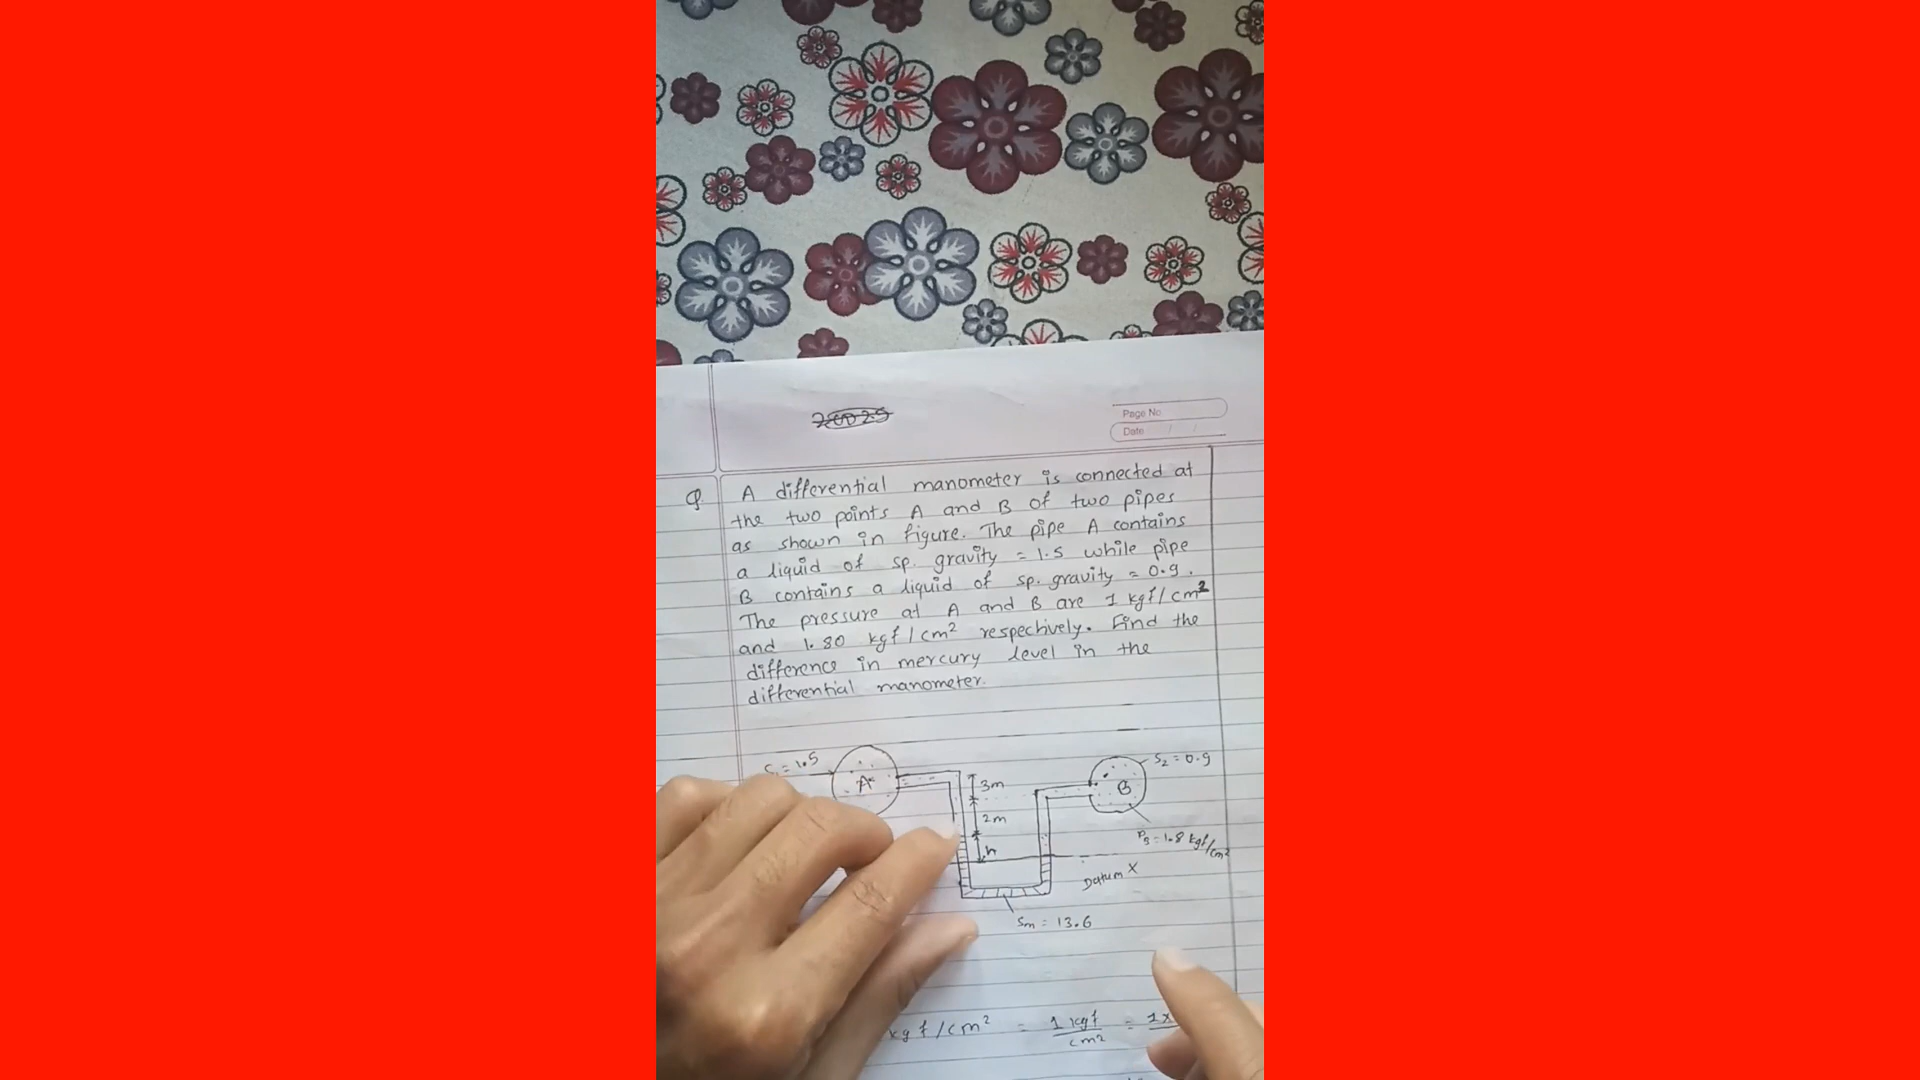 Page No
Date / /
Q. A differential manometer is connected at
the two points A and B of two pipes
as shown in figure. The pipe A contains
a liquid of sp. gravity = 1.5 while pipe
B contains a liquid of sp. gravity = 0.9.
The pressure at A and B are 1 kgf/cm²
and 1.80 kgf/cm² respectively. Find the
difference in mercury level in the
differential manometer.
= 1.5
A
3m
2m
h
B
S₂ = 0.9
P_B = 1.8 kgf/cm²
Datum X
Sm = 13.6
kgf/cm² = 1 kgf/cm² = 1x